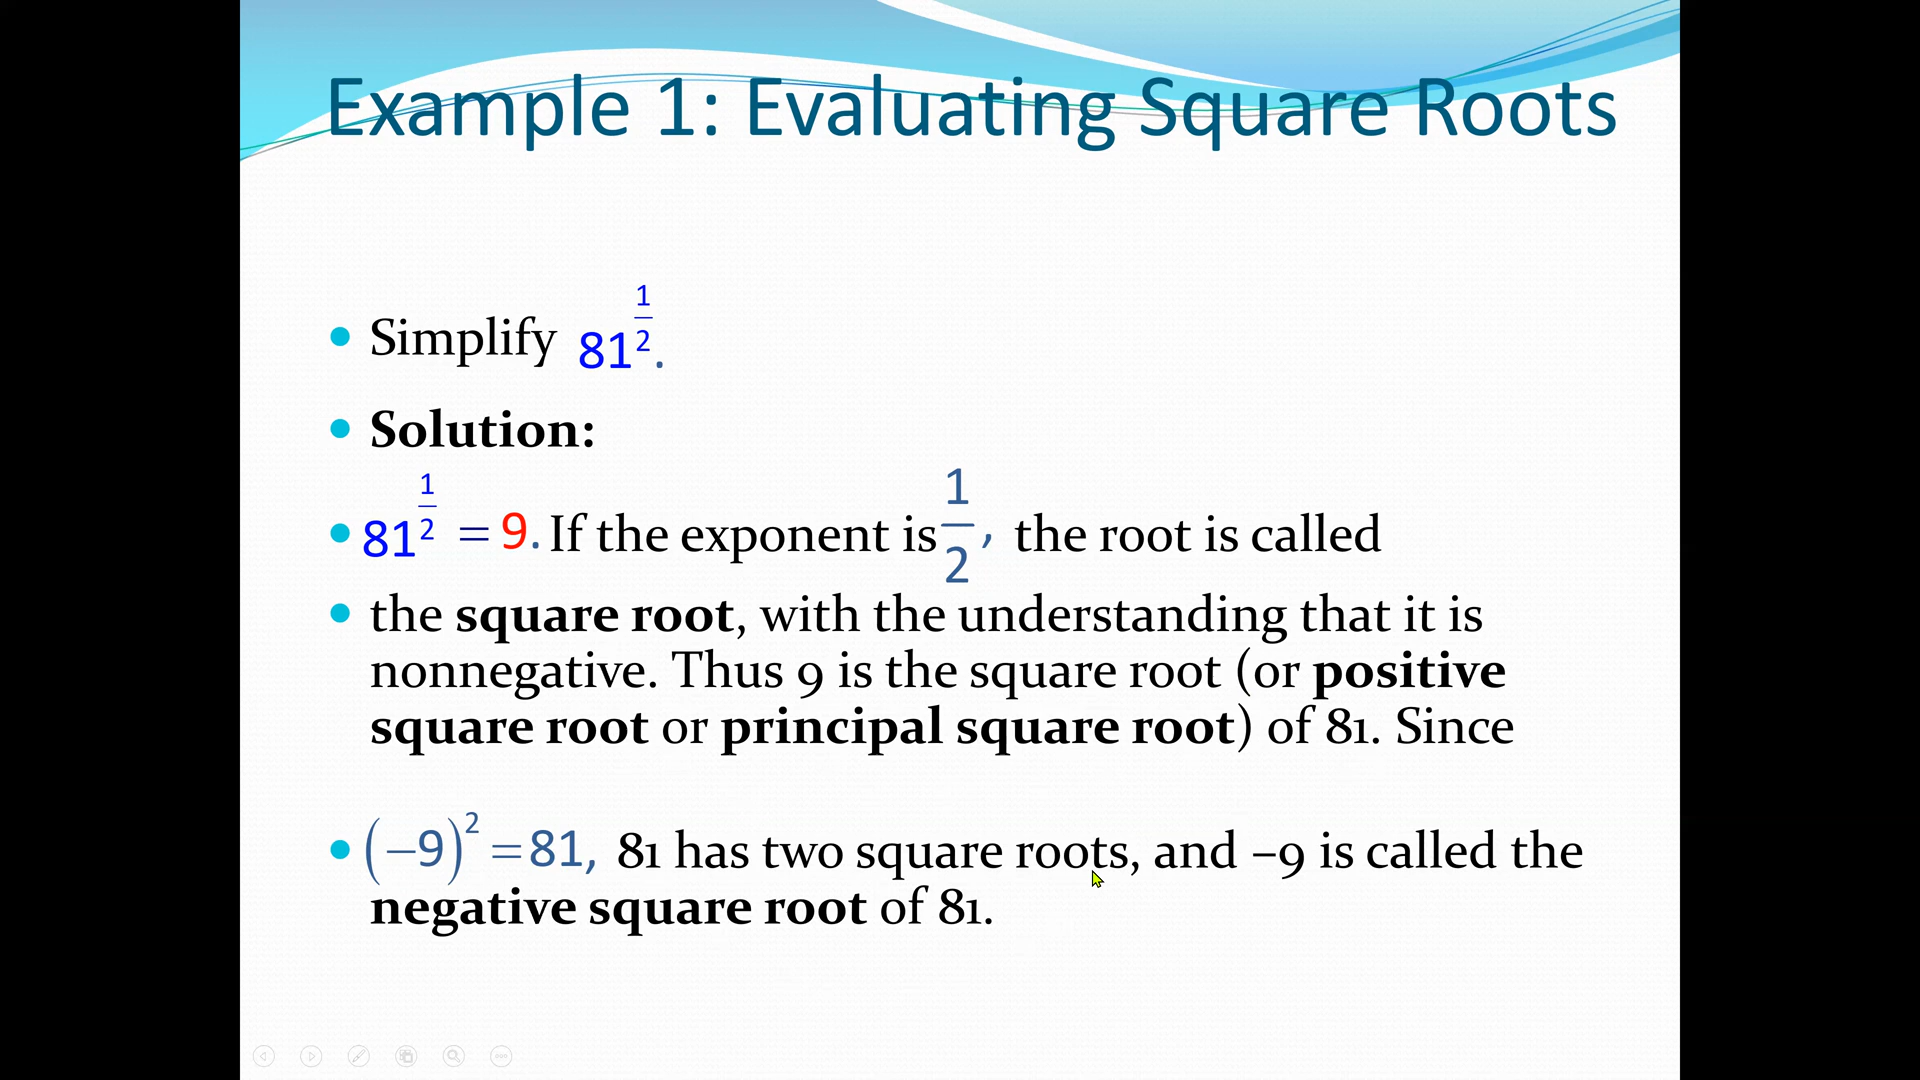 Example 1: Evaluating Square Roots
• Simplify 81^(1/2).
• Solution:
• 81^(1/2) = 9. If the exponent is 1/2, the root is called
• the square root, with the understanding that it is
nonnegative. Thus 9 is the square root (or positive
square root or principal square root) of 81. Since
• (−9)² = 81, 81 has two square roots, and −9 is called the
negative square root of 81.